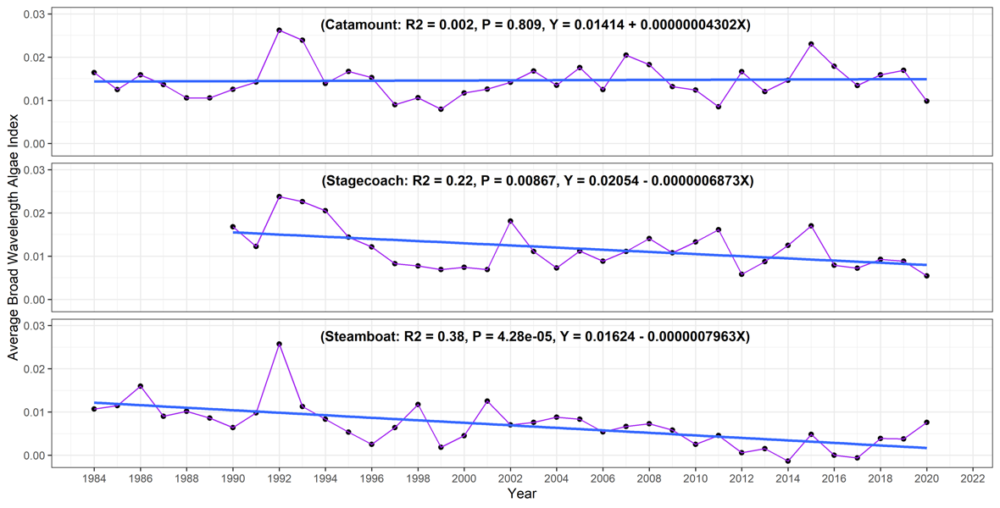 Average Broad Wavelength Algae Index
(Catamount: R2 = 0.002, P = 0.809, Y = 0.01414 + 0.00000004302X)
0.03
0.02
0.01
0.00
(Stagecoach: R2 = 0.22, P = 0.00867, Y = 0.02054 - 0.0000006873X)
0.03
0.02
0.01
0.00
(Steamboat: R2 = 0.38, P = 4.28e-05, Y = 0.01624 - 0.0000007963X)
0.03
0.02
0.01
0.00
1984 1986 1988 1990 1992 1994 1996 1998 2000 2002 2004 2006 2008 2010 2012 2014 2016 2018 2020 2022
Year